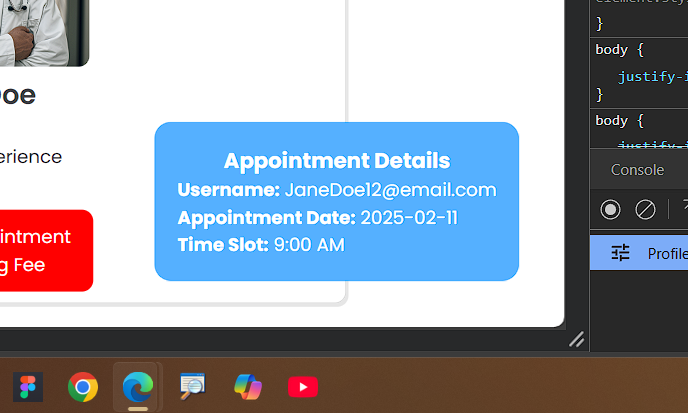 Doe
erience
intment
g Fee
Appointment Details
Username: JaneDoe12@email.com
Appointment Date: 2025-02-11
Time Slot: 9:00 AM
}
body {
justify-i
}
body {
justify-i
Console
Profile